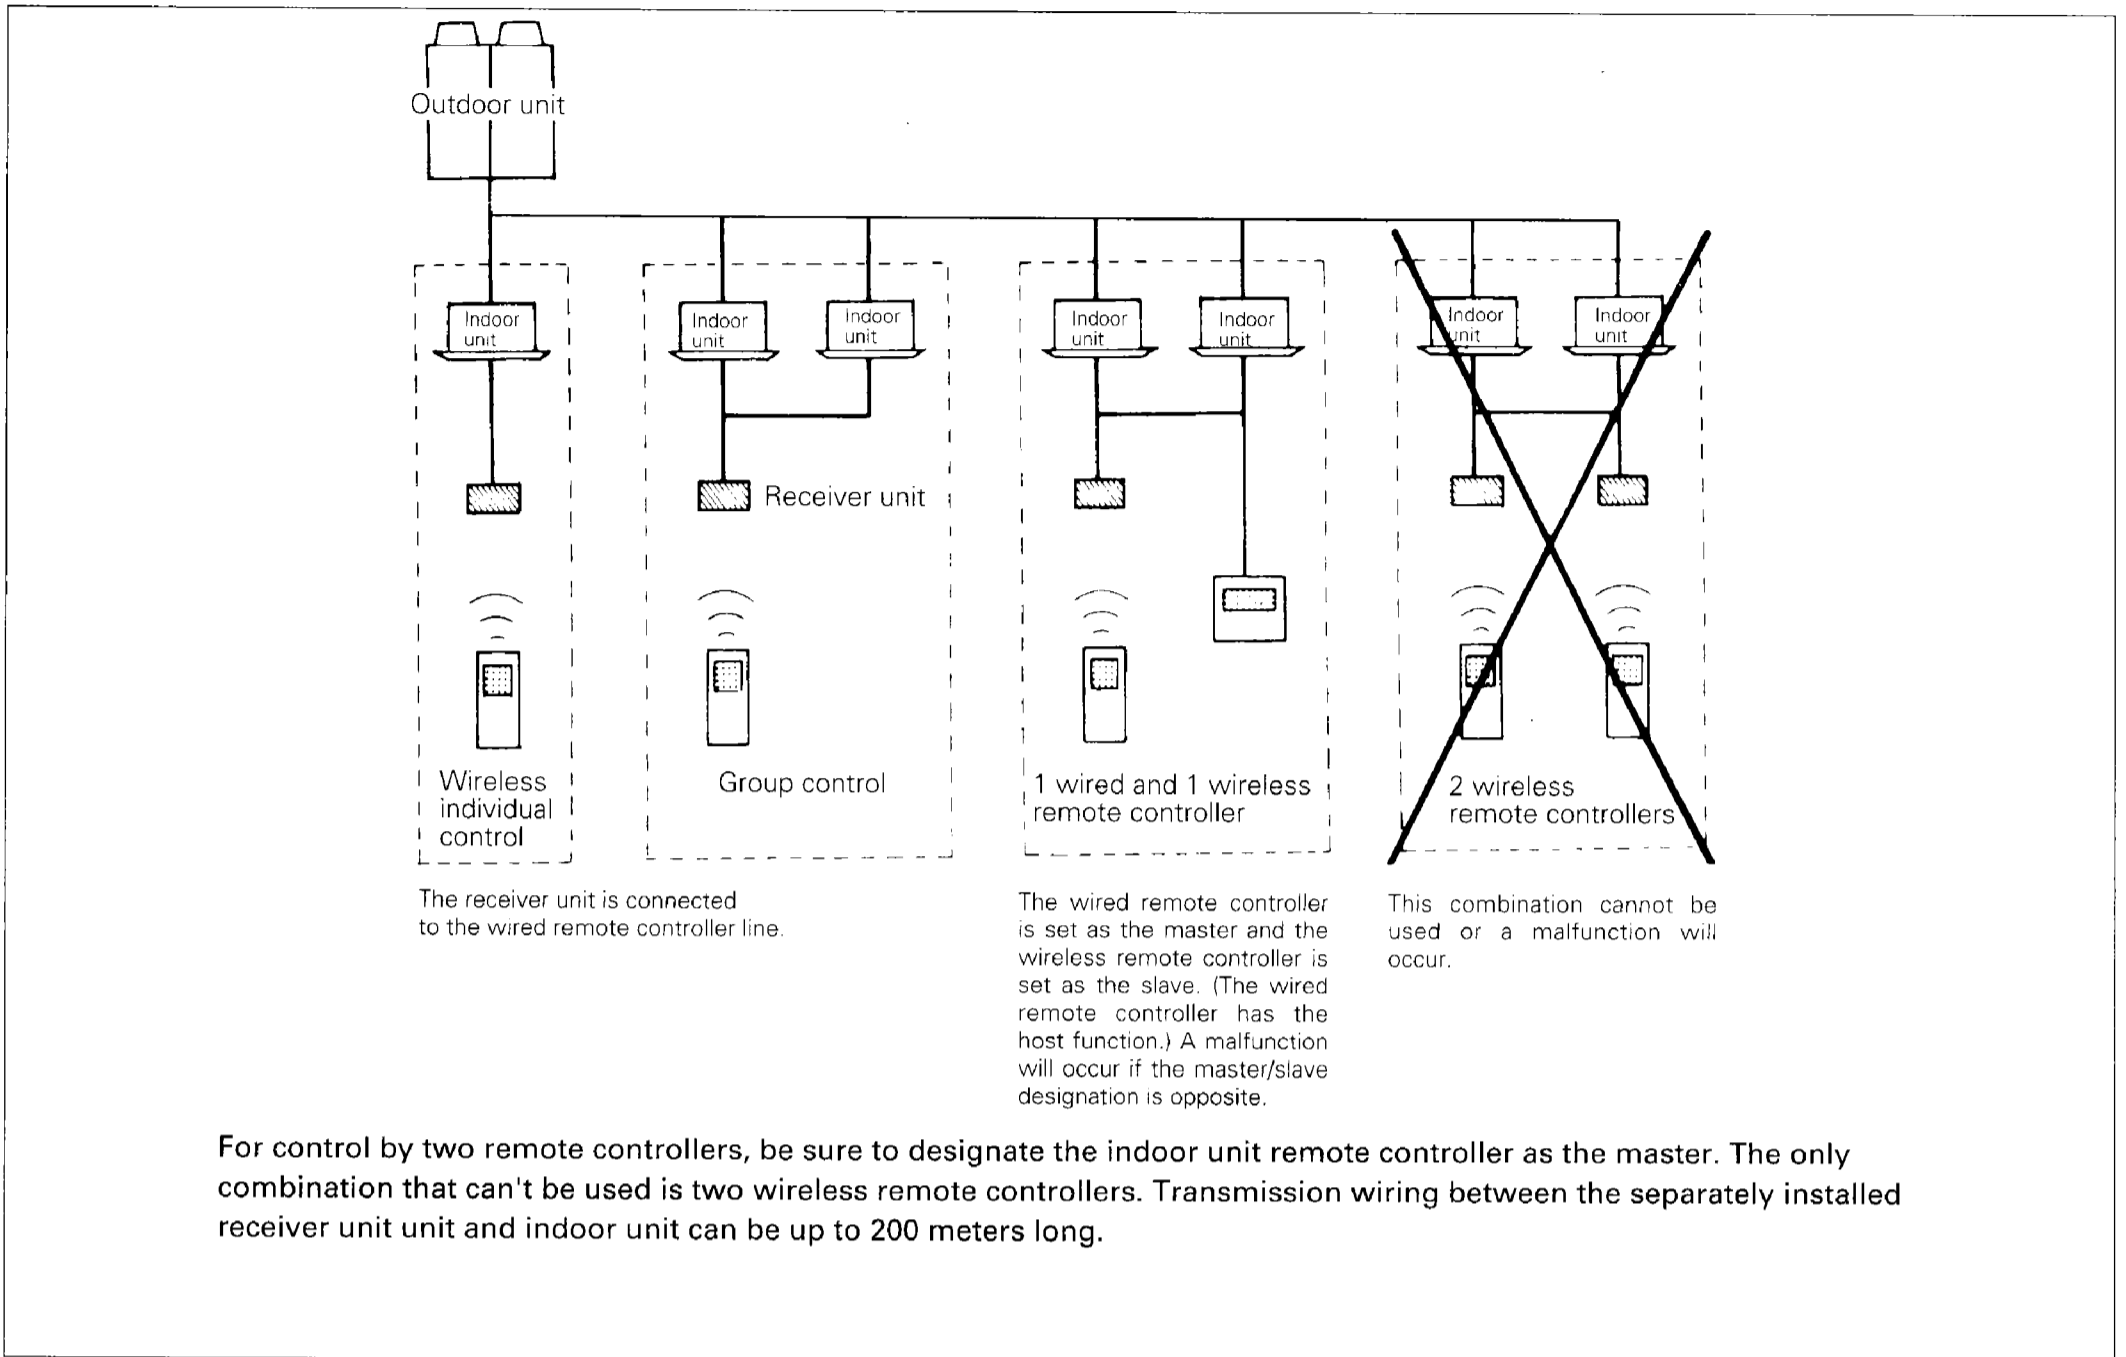 Outdoor unit
Indoor
unit
Indoor
unit
Indoor
unit
Indoor
unit
Indoor
unit
Indoor
unit
Indoor
unit
Receiver unit
Wireless
individual
control
Group control
1 wired and 1 wireless
remote controller
2 wireless
remote controllers
The receiver unit is connected
to the wired remote controller line.
The wired remote controller
is set as the master and the
wireless remote controller is
set as the slave. (The wired
remote controller has the
host function.) A malfunction
will occur if the master/slave
designation is opposite.
This combination cannot be
used or a malfunction will
occur.
For control by two remote controllers, be sure to designate the indoor unit remote controller as the master. The only
combination that can't be used is two wireless remote controllers. Transmission wiring between the separately installed
receiver unit unit and indoor unit can be up to 200 meters long.